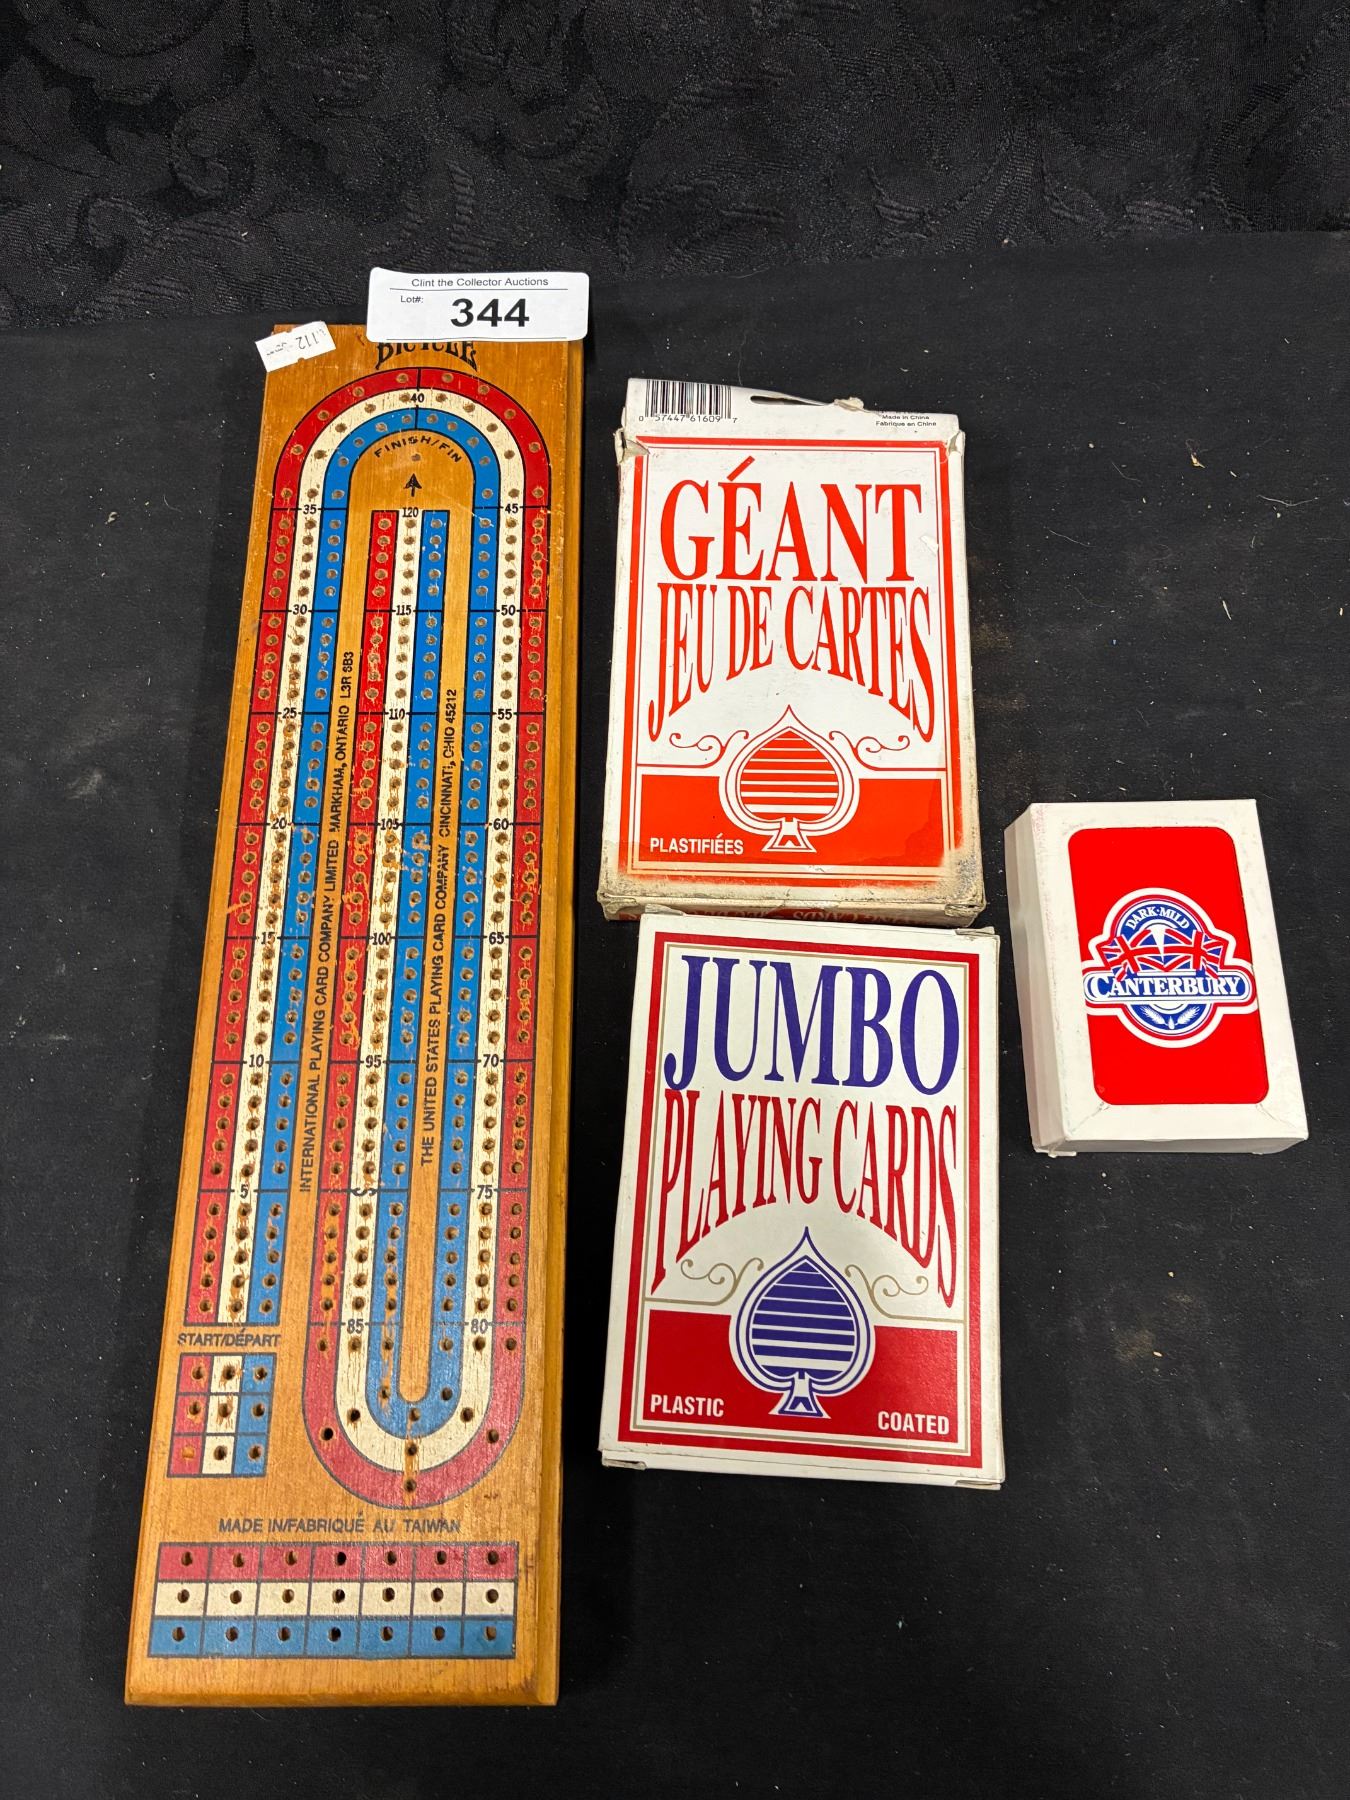 Clint the Collector Auctions
Lot#:
344
BICYCLE
40
FINISH/FIN
35
120
45
30
115
50
25
110
55
20
105
60
15
100
65
10
95
70
5
75
85
80
INTERNATIONAL PLAYING CARD COMPANY LIMITED MARKHAM, ONTARIO L3R 5B3
THE UNITED STATES PLAYING CARD COMPANY CINCINNATI, OHIO 45212
START/DÉPART
S
MADE IN/FABRIQUÉ AU TAIWAN
0 57447 61609 7
Made in China
Fabriqué en Chine
GÉANT
JEU DE CARTES
PLASTIFIÉES
JUMBO
PLAYING CARDS
PLASTIC
COATED
DARK·MILD
CANTERBURY